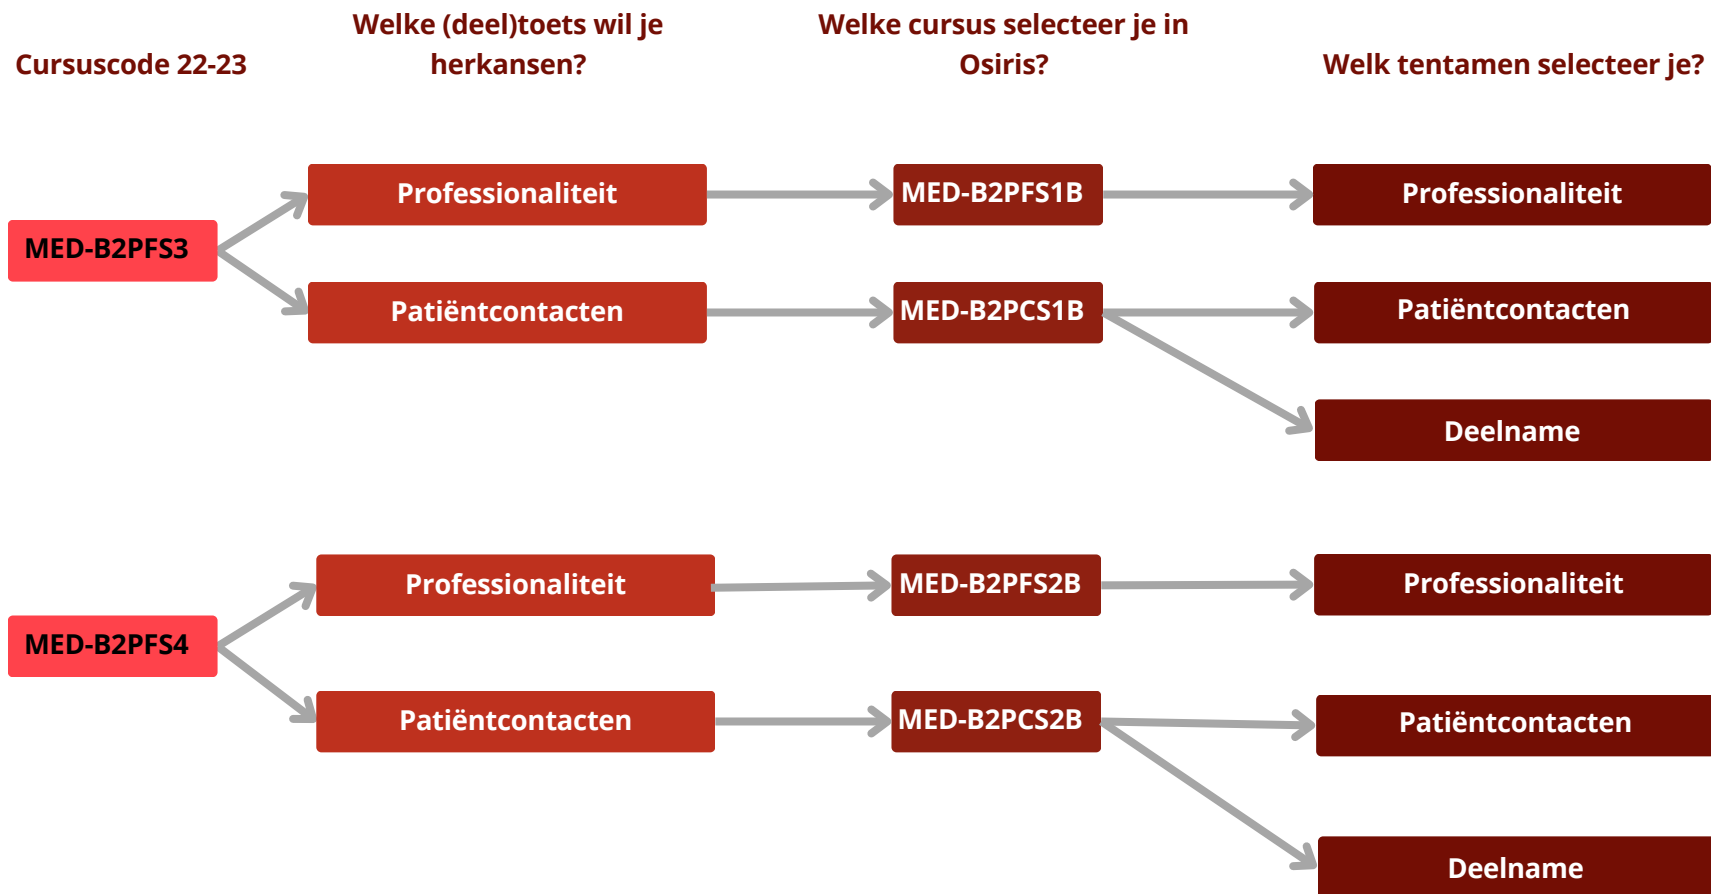 Cursuscode 22-23
Welke (deel)toets wil je
herkansen?
Welke cursus selecteer je in
Osiris?
Welk tentamen selecteer je?
MED-B2PFS3
Professionaliteit
MED-B2PFS1B
Professionaliteit
Patiëntcontacten
MED-B2PCS1B
Patiëntcontacten
Deelname
MED-B2PFS4
Professionaliteit
MED-B2PFS2B
Professionaliteit
Patiëntcontacten
MED-B2PCS2B
Patiëntcontacten
Deelname